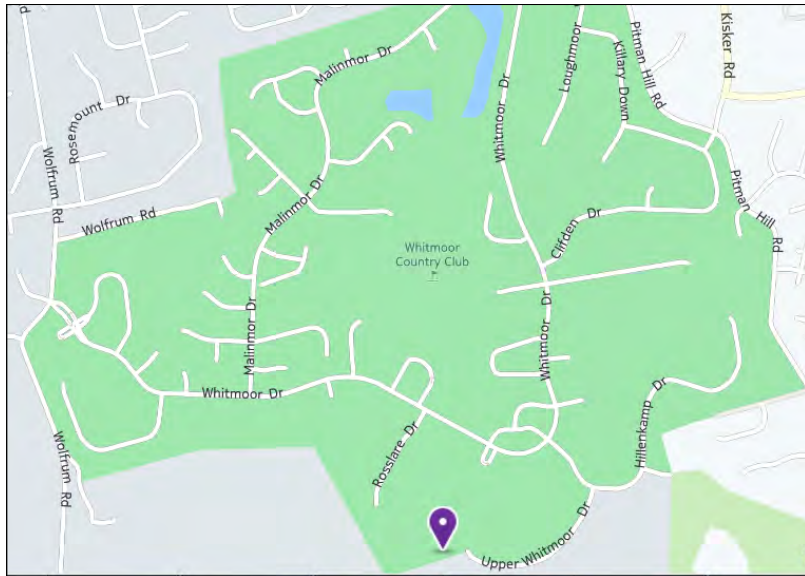 Rd
Malinmor Dr
Loughmoor
Killary Down
Pitman Hill Rd
Kisker Rd
Rosemount Dr
Whitmoor Dr
Wolfrum Rd
Wolfrum Rd
Malinmor Dr
Pitman Hill Rd
Clifden Dr
Whitmoor
Country Club
Malinmor Dr
Whitmoor Dr
Whitmoor Dr
Hillenkamp Dr
Wolfrum Rd
Rosslare Dr
Upper Whitmoor Dr